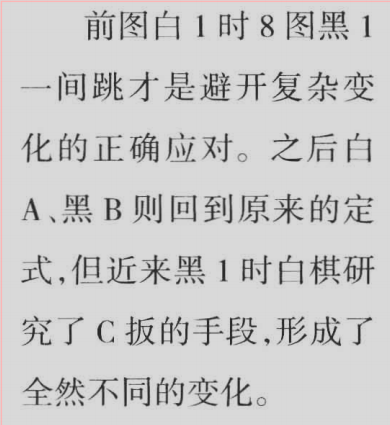 前图白1时8图黑1
一间跳才是避开复杂变
化的正确应对。之后白
A、黑B则回到原来的定
式,但近来黑1时白棋研
究了C扳的手段,形成了
全然不同的变化。